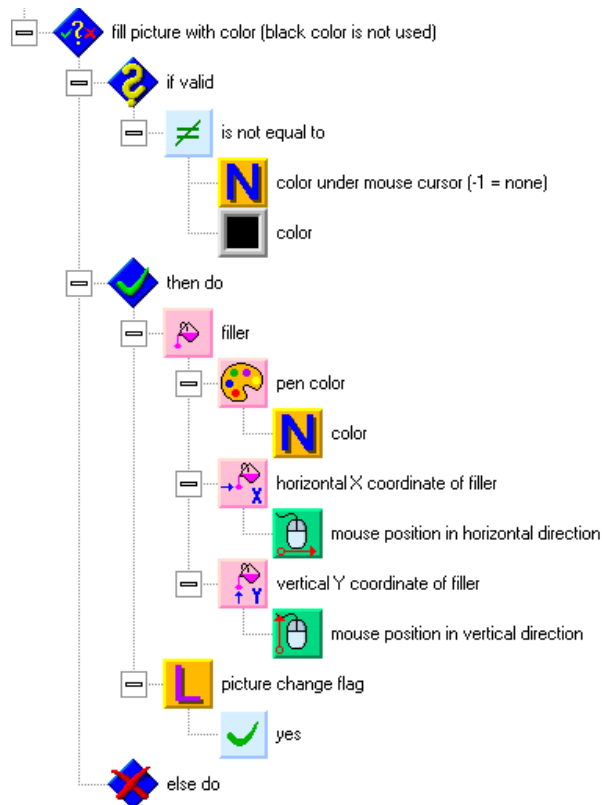 fill picture with color (black color is not used)
if valid
is not equal to
N color under mouse cursor (-1 = none)
color
then do
filler
pen color
N color
X horizontal X coordinate of filler
mouse position in horizontal direction
Y vertical Y coordinate of filler
mouse position in vertical direction
L picture change flag
yes
else do